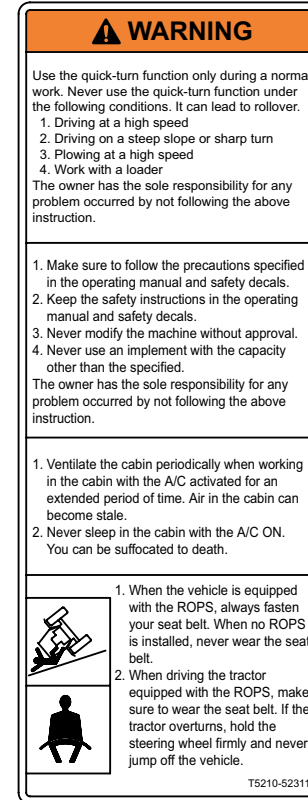 WARNING
Use the quick-turn function only during a norma
work. Never use the quick-turn function under
the following conditions. It can lead to rollover.
1. Driving at a high speed
2. Driving on a steep slope or sharp turn
3. Plowing at a high speed
4. Work with a loader
The owner has the sole responsibility for any
problem occurred by not following the above
instruction.
1. Make sure to follow the precautions specified
in the operating manual and safety decals.
2. Keep the safety instructions in the operating
manual and safety decals.
3. Never modify the machine without approval.
4. Never use an implement with the capacity
other than the specified.
The owner has the sole responsibility for any
problem occurred by not following the above
instruction.
1. Ventilate the cabin periodically when working
in the cabin with the A/C activated for an
extended period of time. Air in the cabin can
become stale.
2. Never sleep in the cabin with the A/C ON.
You can be suffocated to death.
1. When the vehicle is equipped
with the ROPS, always fasten
your seat belt. When no ROPS
is installed, never wear the seat
belt.
2. When driving the tractor
equipped with the ROPS, make
sure to wear the seat belt. If the
tractor overturns, hold the
steering wheel firmly and never
jump off the vehicle.
T5210-52311